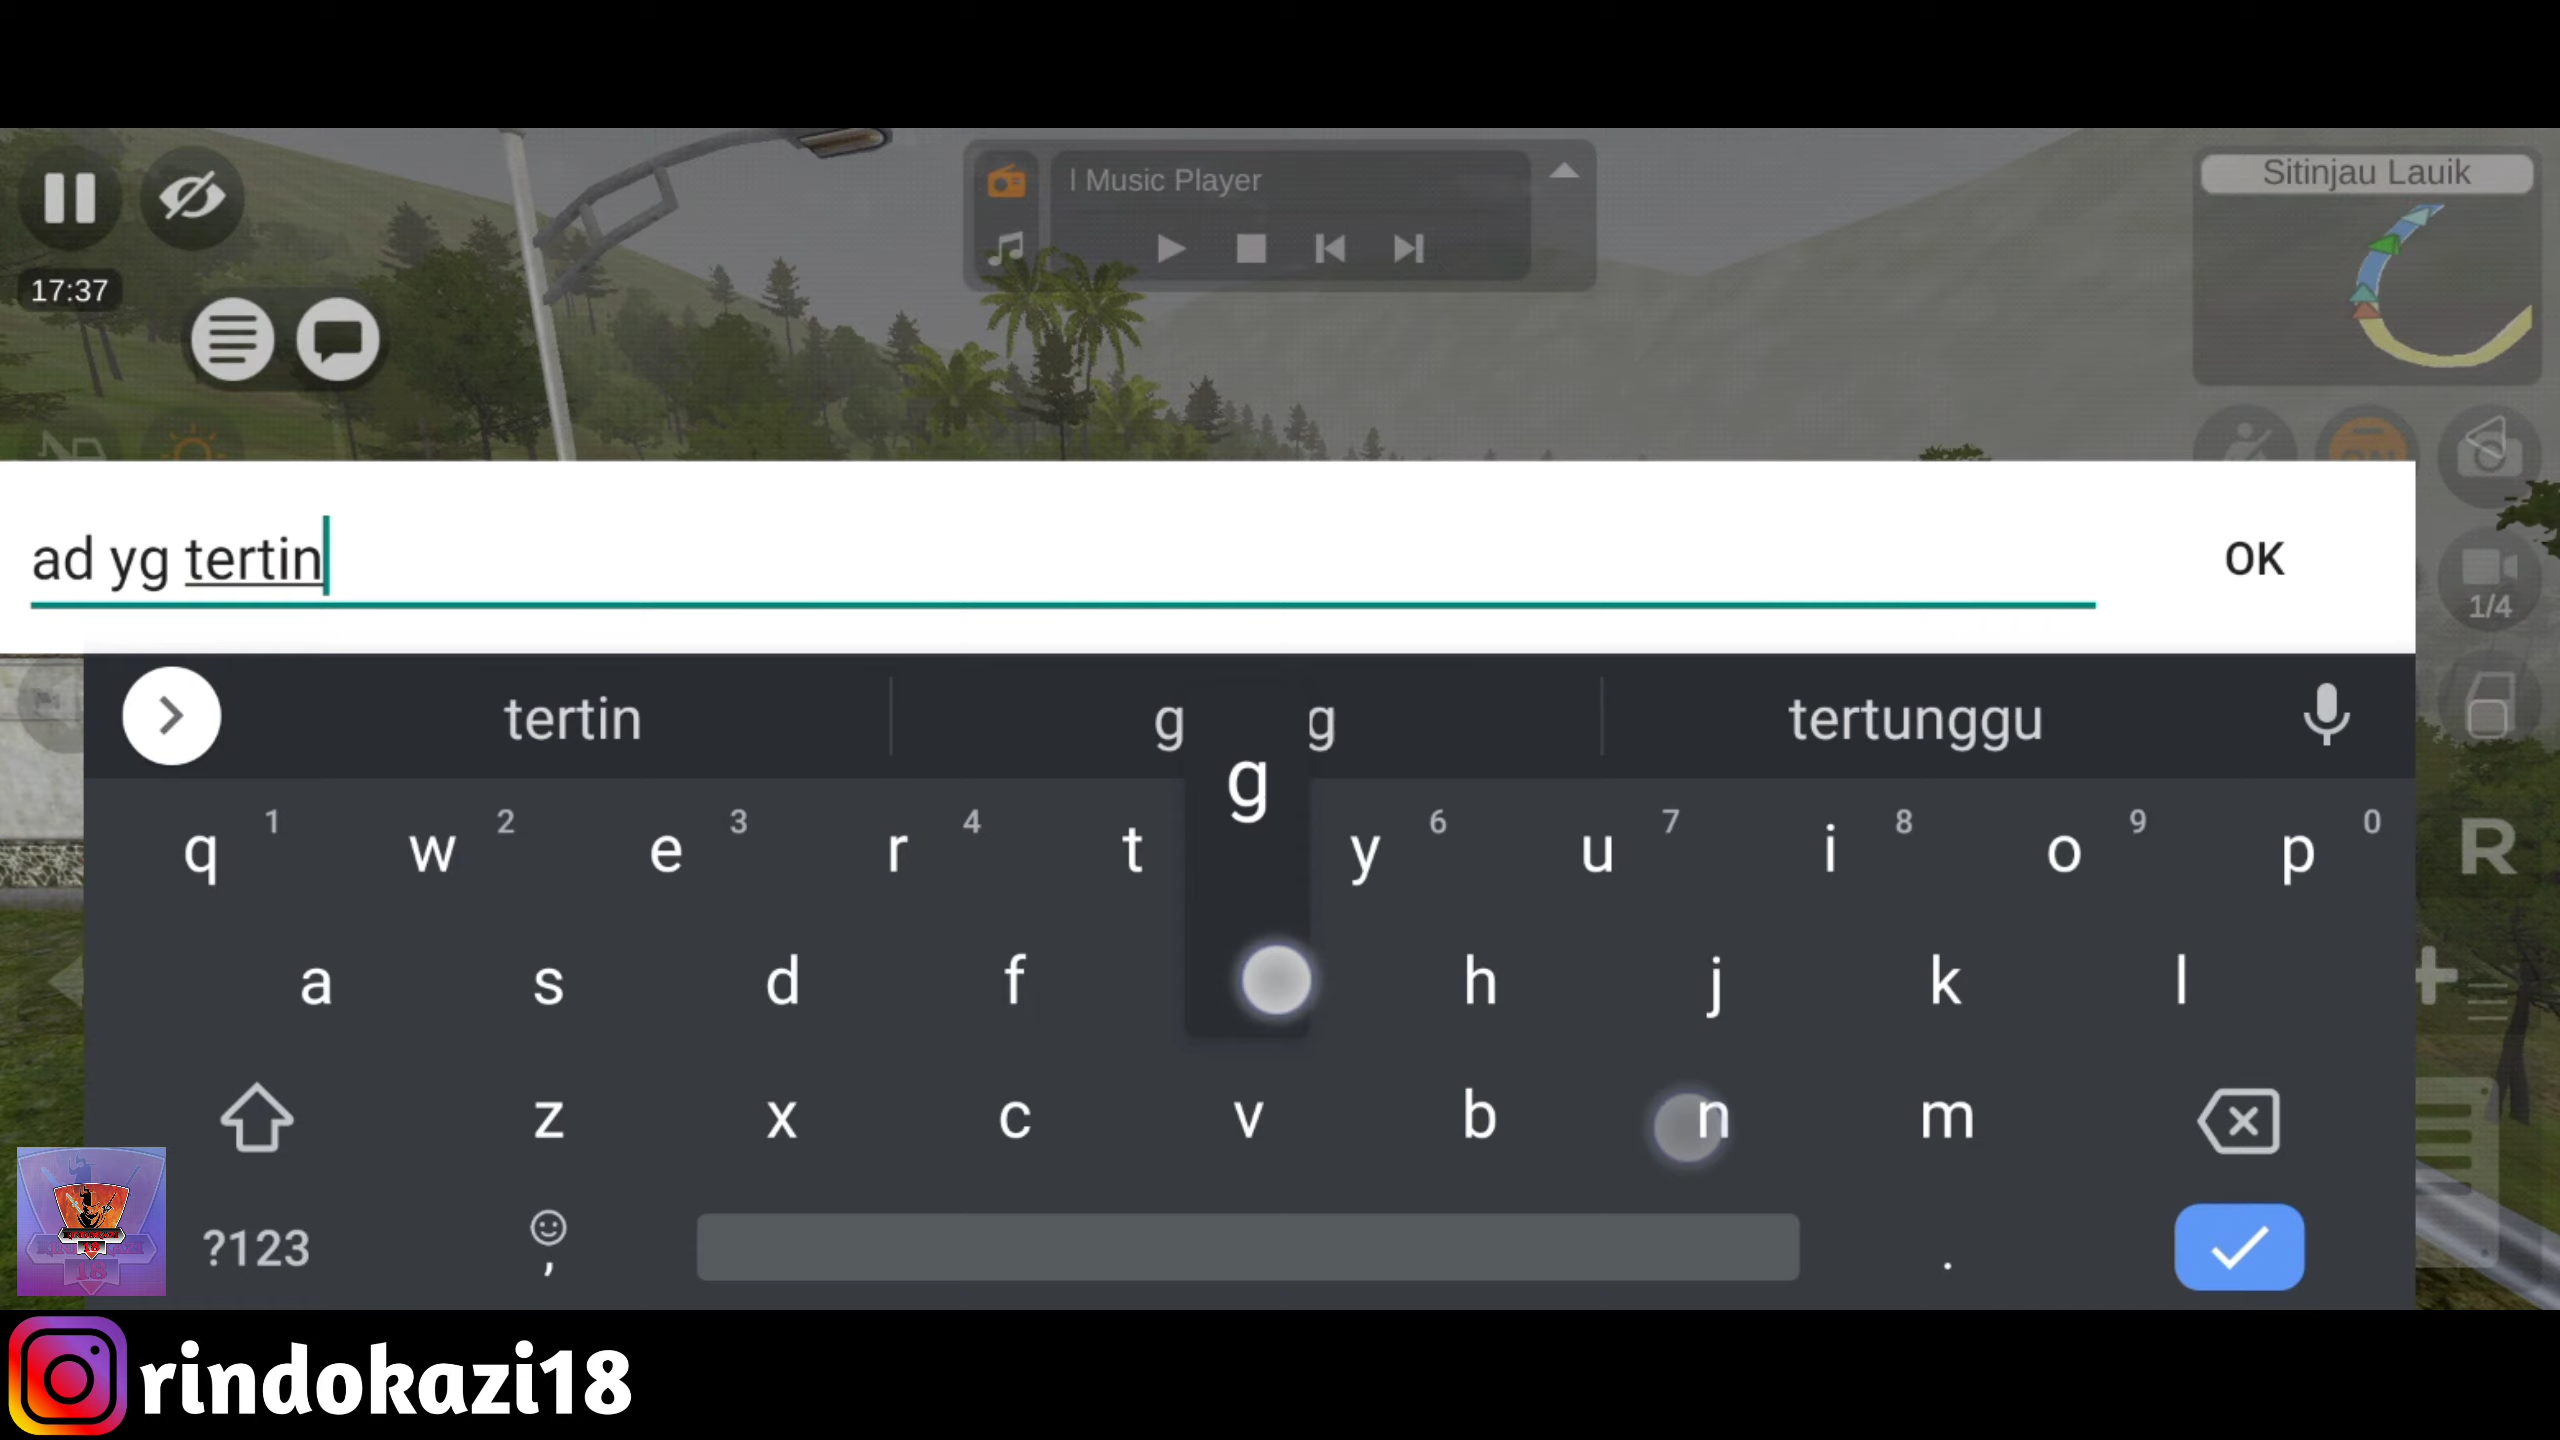 l Music Player
Sitinjau Lauik
17:37
ad yg tertin
OK
1/4
tertin
g g
tertunggu
g
q 1 w 2 e 3 r 4 t y 6 u 7 i 8 o 9 p 0
R
a s d f h j k l
z x c v b n m
?123 , .
18
rindokazi18